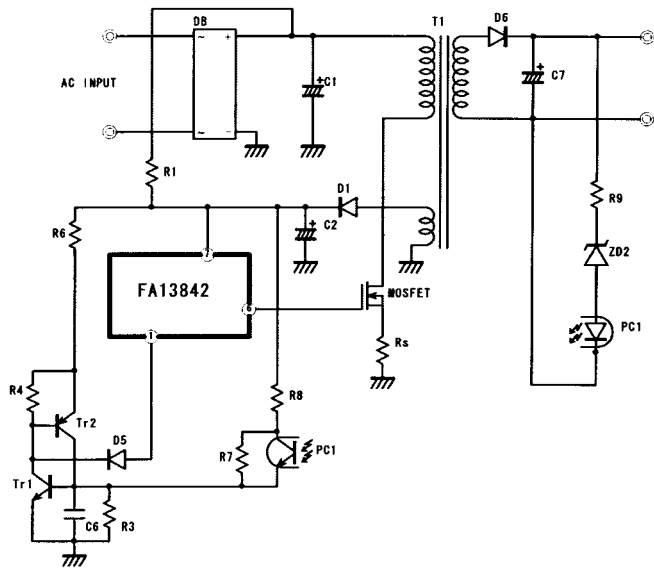 DB
T1
D6
~
+
C1
+
C7
AC INPUT
~
-
R1
R9
D1
R6
+
C2
7
ZD2
FA13842
MOSFET
6
PC1
1
Rs
R4
R8
Tr2
D5
R7
PC1
Tr1
C6
R3